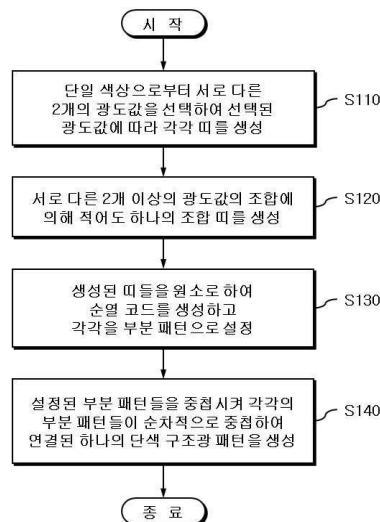 시 작
단일 색상으로부터 서로 다른
2개의 광도값을 선택하여 선택된
광도값에 따라 각각 띠를 생성
S110
서로 다른 2개 이상의 광도값의 조합에
의해 적어도 하나의 조합 띠를 생성
S120
생성된 띠들을 원소로 하여
순열 코드를 생성하고
각각을 부분 패턴으로 설정
S130
설정된 부분 패턴들을 중첩시켜 각각의
부분 패턴들이 순차적으로 중첩하여
연결된 하나의 단색 구조광 패턴을 생성
S140
종 료